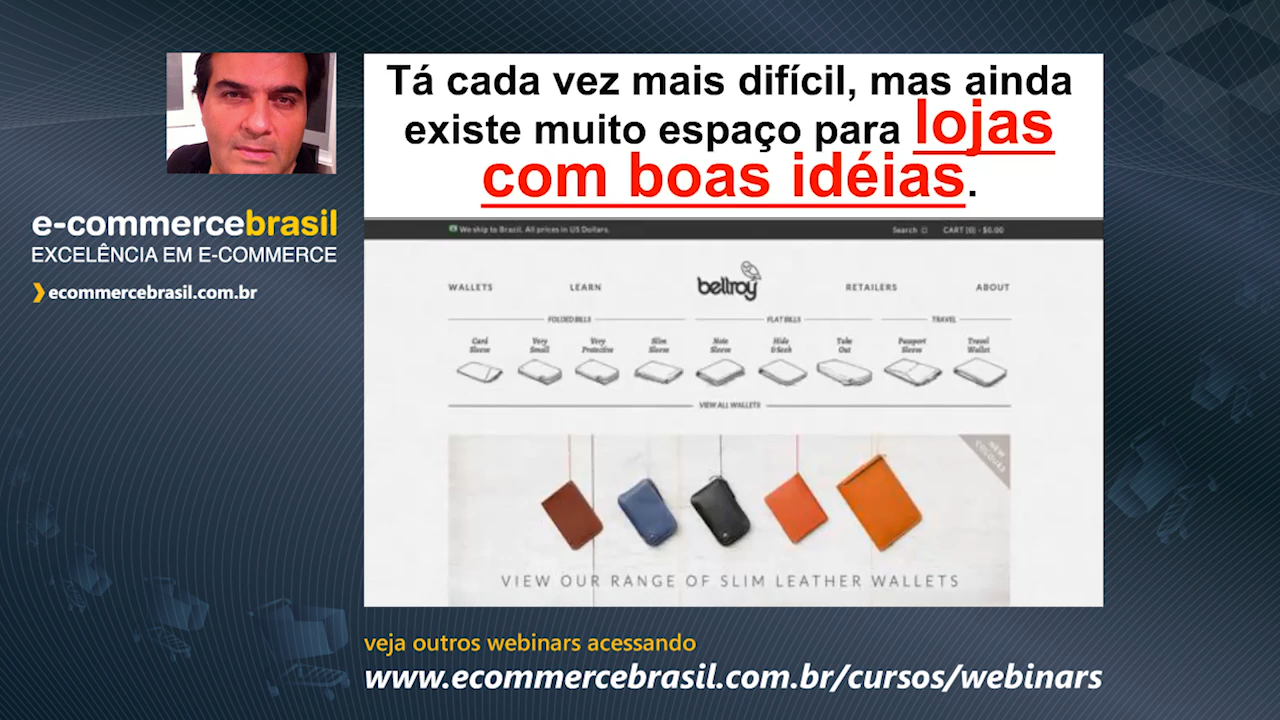 Tá cada vez mais difícil, mas ainda
existe muito espaço para lojas
com boas idéias.
e-commercebrasil
EXCELÊNCIA EM E-COMMERCE
ecommercebrasil.com.br
We ship to Brazil. All prices in US Dollars.
Search CART (0) - $0.00
WALLETS LEARN bellroy RETAILERS ABOUT
FOLDED BILLS FLAT BILLS TRAVEL
Card Sleeve
Very Small
Very Protective
Slim Sleeve
Note Sleeve
Hide & Seek
Take Out
Passport Sleeve
Travel Wallet
VIEW ALL WALLETS
NEW
COLOURS
VIEW OUR RANGE OF SLIM LEATHER WALLETS
veja outros webinars acessando
www.ecommercebrasil.com.br/cursos/webinars